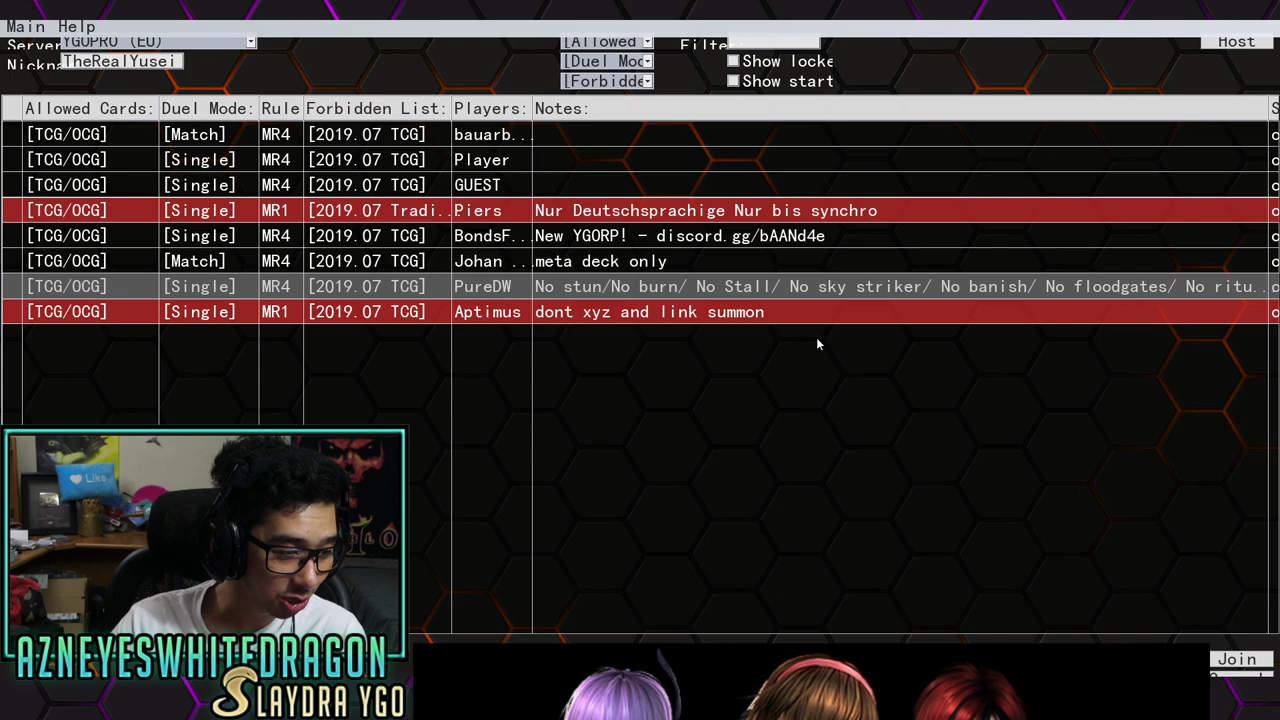 Main Help
Server YGOPRO (EU) [Allowed Filter Host
Nickna TheRealYusei [Duel Moc Show locke
[Forbidde Show start
Allowed Cards: Duel Mode: Rule Forbidden List: Players: Notes: S
[TCG/OCG] [Match] MR4 [2019.07 TCG] bauarb...
[TCG/OCG] [Single] MR4 [2019.07 TCG] Player
[TCG/OCG] [Single] MR4 [2019.07 TCG] GUEST
[TCG/OCG] [Single] MR1 [2019.07 Tradi... Piers Nur Deutschsprachige Nur bis synchro
[TCG/OCG] [Single] MR4 [2019.07 TCG] BondsF... New YGORP! - discord.gg/bAANd4e
[TCG/OCG] [Match] MR4 [2019.07 TCG] Johan ... meta deck only
[TCG/OCG] [Single] MR4 [2019.07 TCG] PureDW No stun/No burn/ No Stall/ No sky striker/ No banish/ No floodgates/ No ritu...
[TCG/OCG] [Single] MR1 [2019.07 TCG] Aptimus dont xyz and link summon
Like
AZNEYESWHITEDRAGON
SLAYDRA YGO
Join